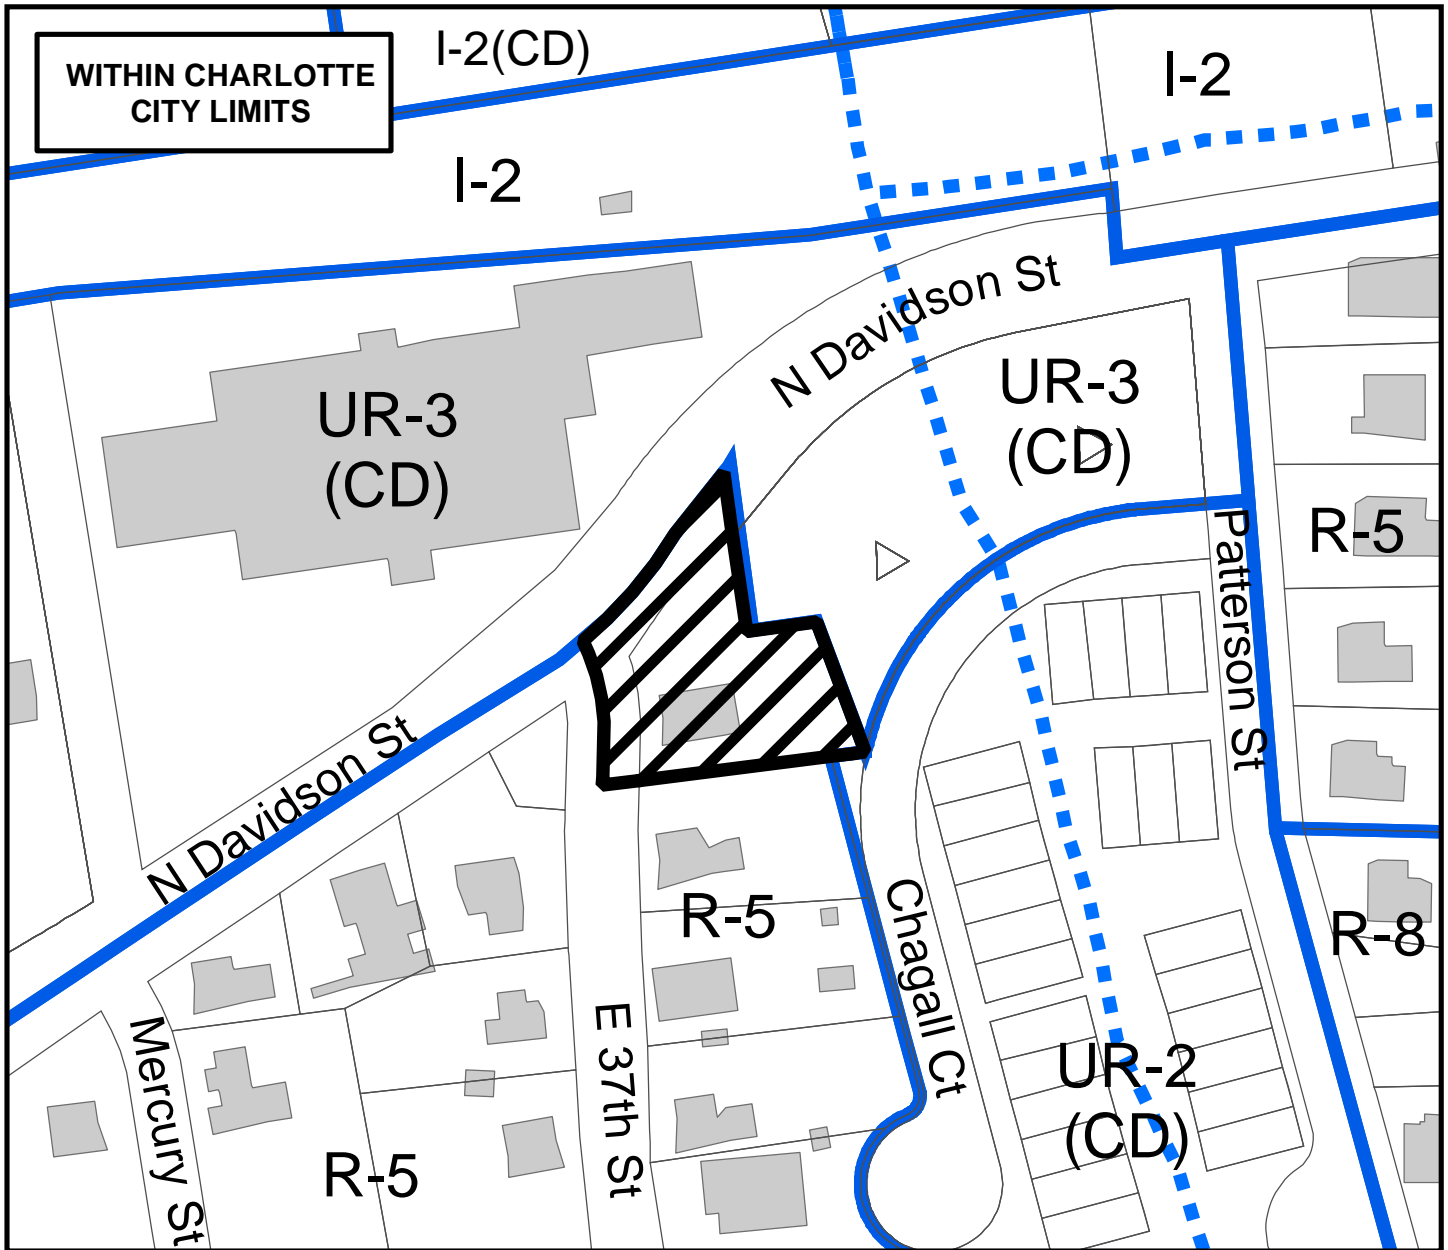 WITHIN CHARLOTTE
CITY LIMITS
I-2(CD)
I-2
I-2
N Davidson St
UR-3
(CD)
UR-3
(CD)
R-5
Patterson St
N Davidson St
R-5
Chagall Ct
R-8
E 37th St
Mercury St
UR-2
(CD)
R-5